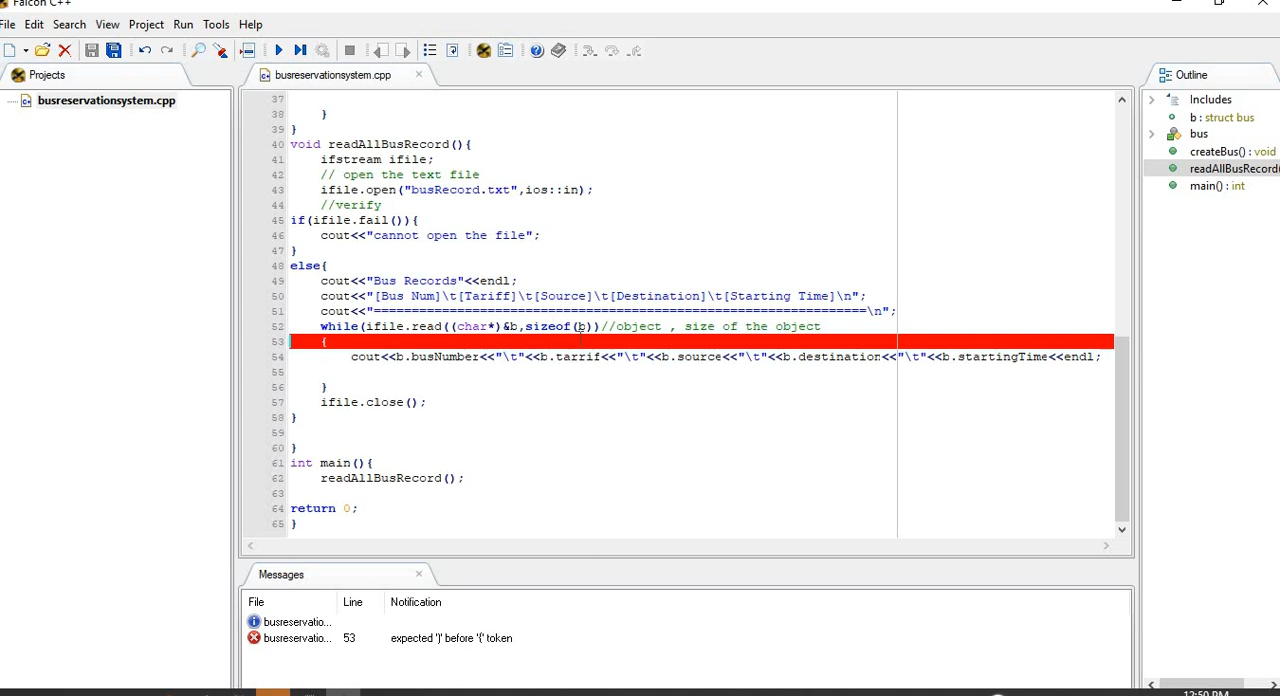 Falcon C++
File Edit Search View Project Run Tools Help
Projects
busreservationsystem.cpp
busreservationsystem.cpp
37
38 }
39 }
40 void readAllBusRecord(){
41 ifstream ifile;
42 // open the text file
43 ifile.open("busRecord.txt",ios::in);
44 //verify
45 if(ifile.fail()){
46 cout<<"cannot open the file";
47 }
48 else{
49 cout<<"Bus Records"<<endl;
50 cout<<"[Bus Num]\t[Tariff]\t[Source]\t[Destination]\t[Starting Time]\n";
51 cout<<"=================================================================\n";
52 while(ifile.read((char*)&b,sizeof(b))//object , size of the object
53 {
54 cout<<b.busNumber<<"\t"<<b.tarrif<<"\t"<<b.source<<"\t"<<b.destination<<"\t"<<b.startingTime<<endl;
55
56 }
57 ifile.close();
58 }
59
60 }
61 int main(){
62 readAllBusRecord();
63
64 return 0;
65 }
Outline
Includes
b : struct bus
bus
createBus() : void
readAllBusRecord(
main() : int
Messages
File Line Notification
busreservatio...
busreservatio... 53 expected ')' before '{' token
12:50 PM